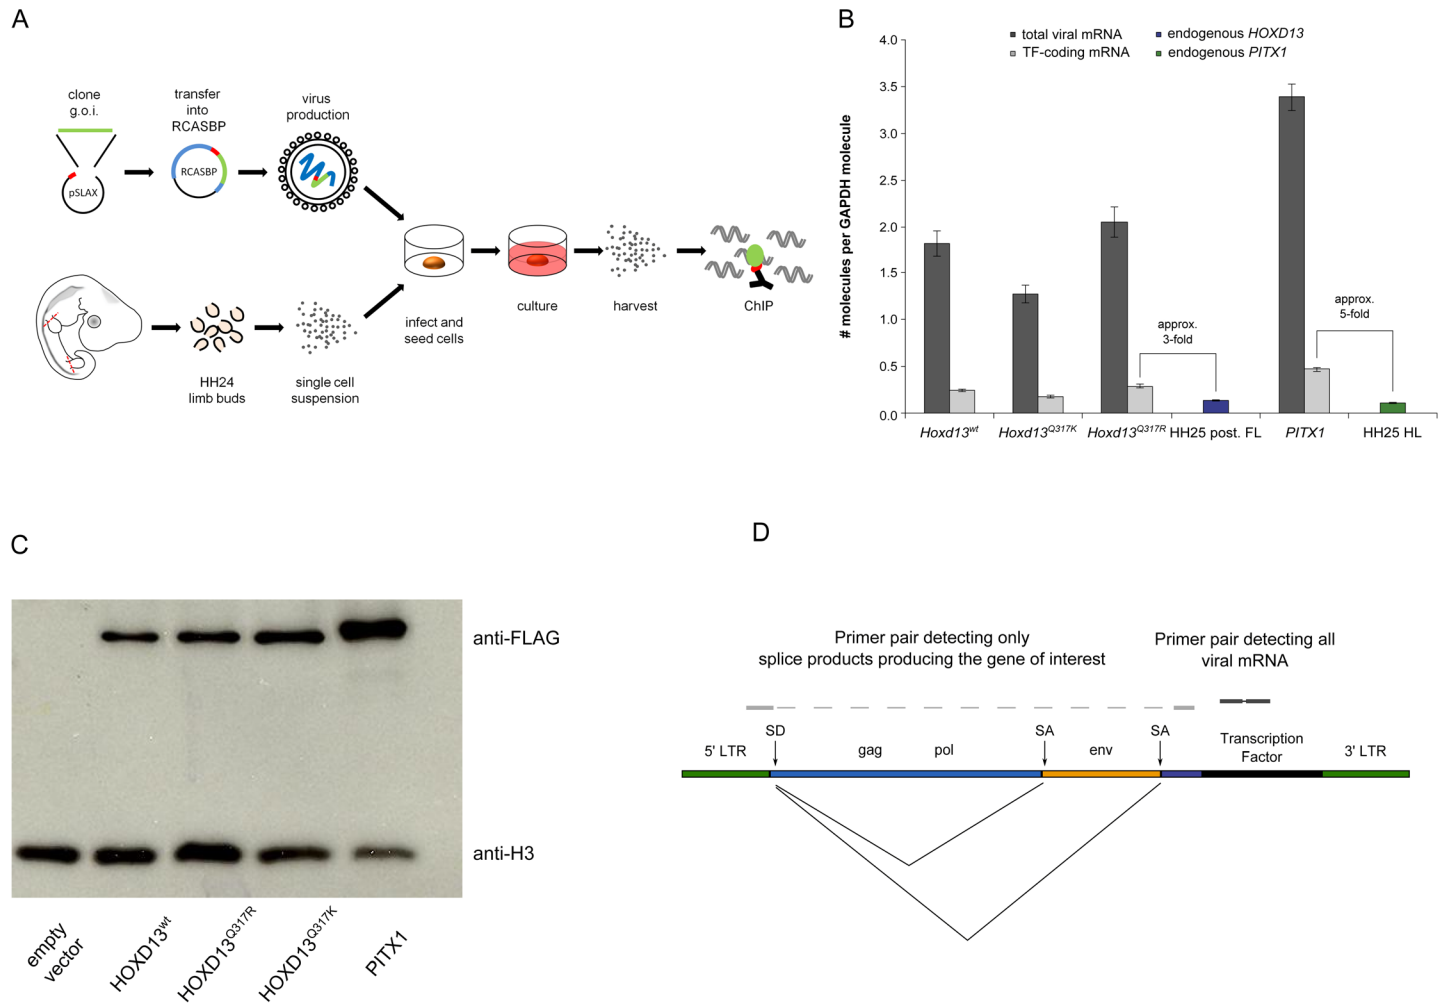 A
clone
g.o.i.
pSLAX
transfer
into
RCASBP
RCASBP
virus
production
HH24
limb buds
single cell
suspension
infect and
seed cells
culture
harvest
ChIP
B
# molecules per GAPDH molecule
4.0
3.5
3.0
2.5
2.0
1.5
1.0
0.5
0.0
total viral mRNA
TF-coding mRNA
endogenous HOXD13
endogenous PITX1
approx.
3-fold
approx.
5-fold
Hoxd13wt
Hoxd13Q317K
Hoxd13Q317R
HH25 post. FL
PITX1
HH25 HL
C
anti-FLAG
anti-H3
empty
vector
HOXD13wt
HOXD13Q317R
HOXD13Q317K
PITX1
D
Primer pair detecting only
splice products producing the gene of interest
Primer pair detecting all
viral mRNA
5' LTR
SD
gag
pol
SA
env
SA
Transcription
Factor
3' LTR